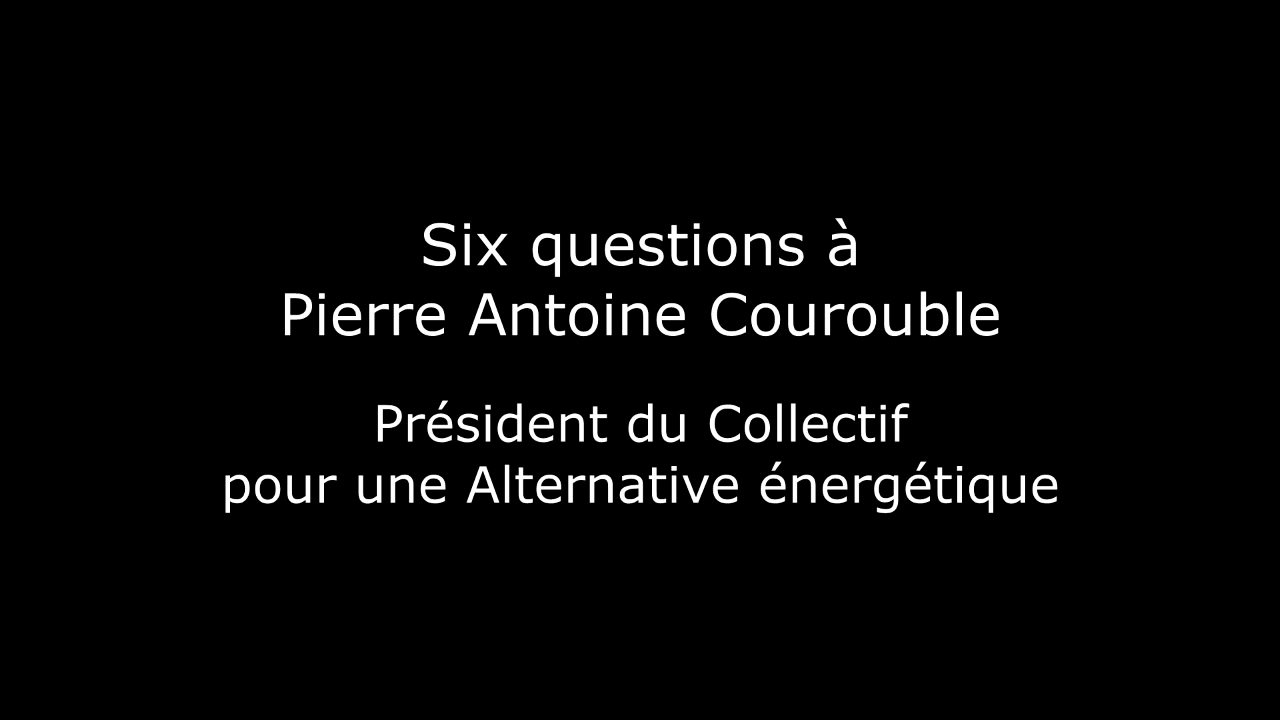 Six questions à
Pierre Antoine Courouble
Président du Collectif
pour une Alternative énergétique